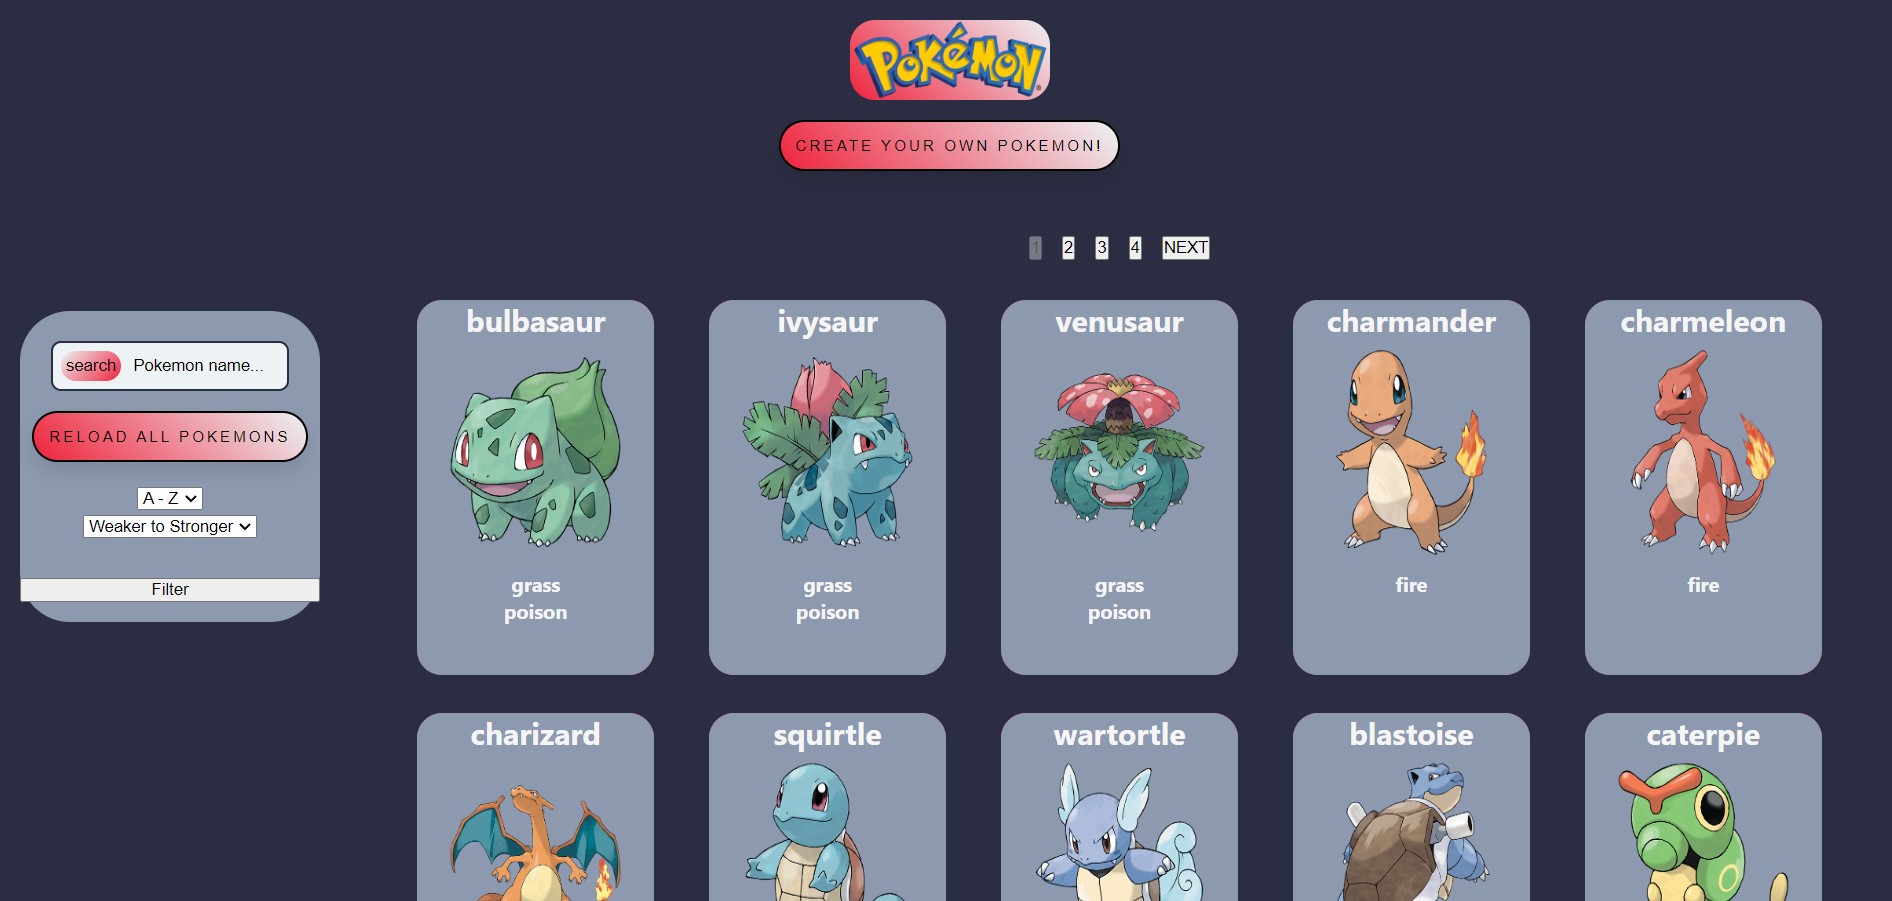 Pokémon
CREATE YOUR OWN POKEMON!
1 2 3 4 NEXT
search Pokemon name...
RELOAD ALL POKEMONS
A - Z
Weaker to Stronger
Filter
bulbasaur
grass
poison
ivysaur
grass
poison
venusaur
grass
poison
charmander
fire
charmeleon
fire
charizard
squirtle
wartortle
blastoise
caterpie